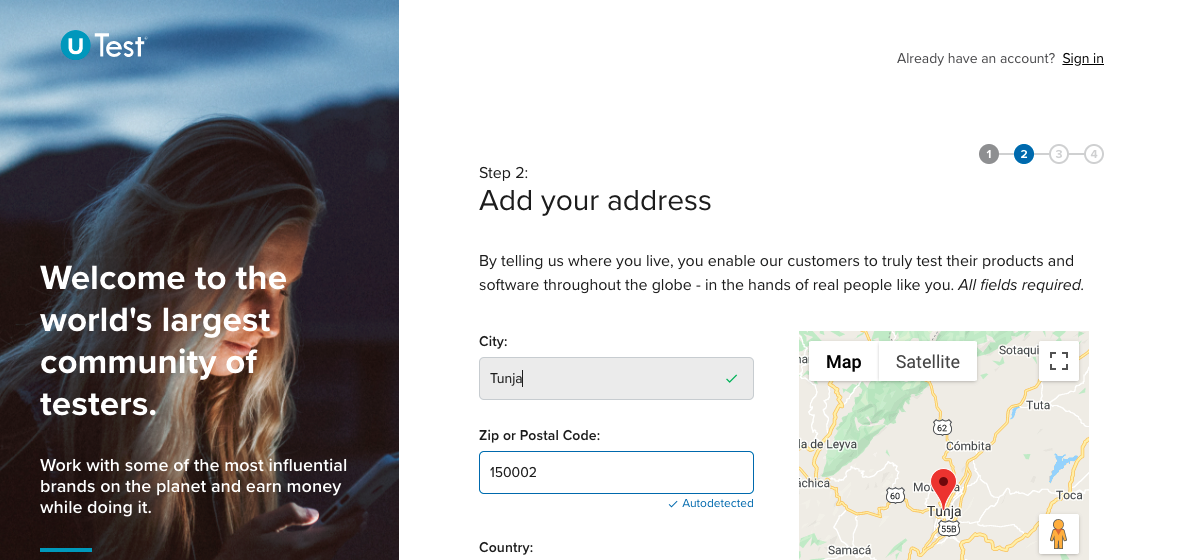 U Test
Already have an account? Sign in
1 2 3 4
Step 2:
Add your address
By telling us where you live, you enable our customers to truly test their products and
software throughout the globe - in the hands of real people like you. All fields required.
Welcome to the
world's largest
community of
testers.
Work with some of the most influential
brands on the planet and earn money
while doing it.
City:
Tunja
Zip or Postal Code:
150002
Autodetected
Country:
Map Satellite
Sotaqui
Tuta
62
la de Leyva
Cómbita
áchica
60
Toca
Tunja
55B
Samacá